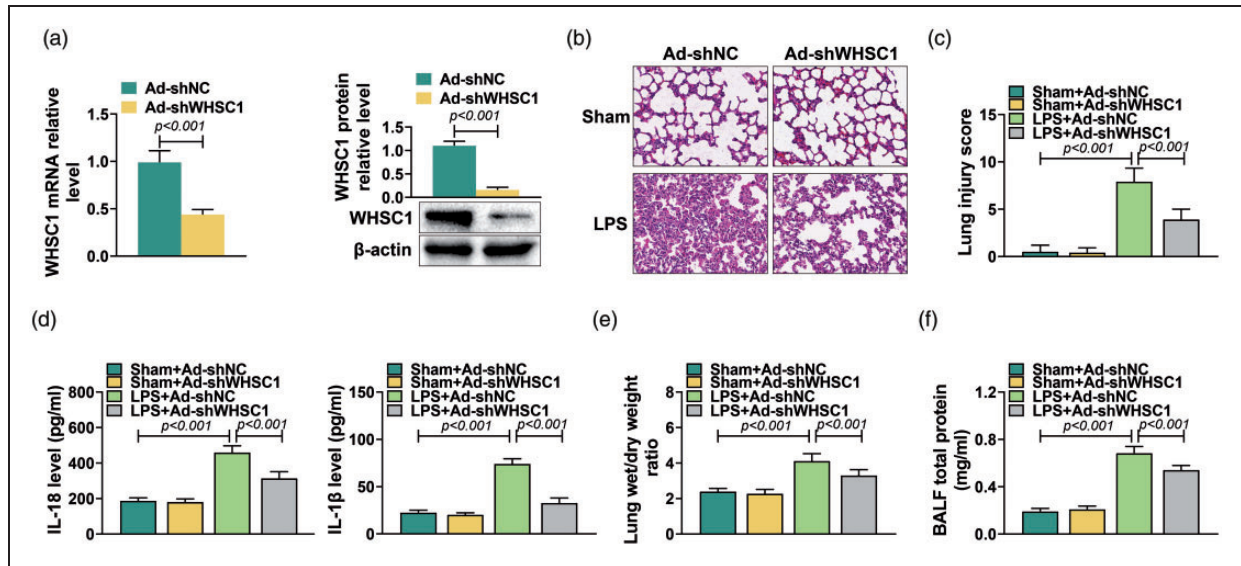 (a)
Ad-shNC
Ad-shWHSC1
p<0.001
WHSC1 mRNA relative
level
1.5
1.0
0.5
0.0
Ad-shNC
Ad-shWHSC1
p<0.001
WHSC1 protein
relative level
1.5
1.0
0.5
0.0
WHSC1
β-actin
(b)
Ad-shNC
Ad-shWHSC1
Sham
LPS
(c)
Sham+Ad-shNC
Sham+Ad-shWHSC1
LPS+Ad-shNC
LPS+Ad-shWHSC1
p<0.001
p<0.001
Lung injury score
15
10
5
0
(d)
Sham+Ad-shNC
Sham+Ad-shWHSC1
LPS+Ad-shNC
LPS+Ad-shWHSC1
p<0.001
p<0.001
IL-18 level (pg/ml)
800
600
400
200
0
Sham+Ad-shNC
Sham+Ad-shWHSC1
LPS+Ad-shNC
LPS+Ad-shWHSC1
p<0.001
p<0.001
IL-1β level (pg/ml)
150
100
50
0
(e)
Sham+Ad-shNC
Sham+Ad-shWHSC1
LPS+Ad-shNC
LPS+Ad-shWHSC1
p<0.001
p<0.001
Lung wet/dry weight
ratio
8
6
4
2
0
(f)
Sham+Ad-shNC
Sham+Ad-shWHSC1
LPS+Ad-shNC
LPS+Ad-shWHSC1
p<0.001
p<0.001
BALF total protein
(mg/ml)
1.2
0.8
0.4
0.0